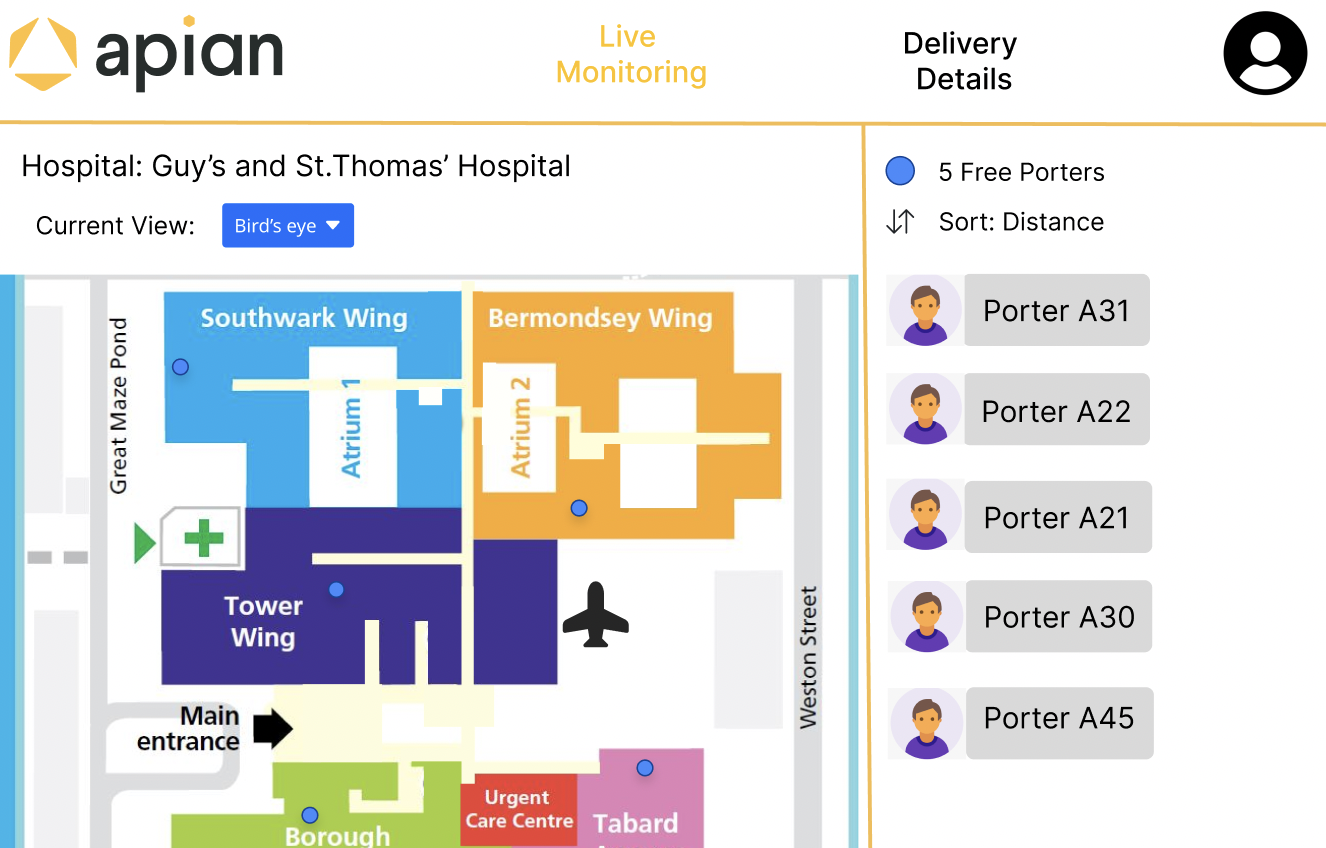 apian
Live
Monitoring
Delivery
Details
Hospital: Guy’s and St.Thomas’ Hospital
Current View:
Bird’s eye
5 Free Porters
Sort: Distance
Porter A31
Porter A22
Porter A21
Porter A30
Porter A45
Great Maze Pond
Southwark Wing
Bermondsey Wing
Atrium 1
Atrium 2
Tower
Wing
Weston Street
Main
entrance
Urgent
Care Centre
Tabard
Borough